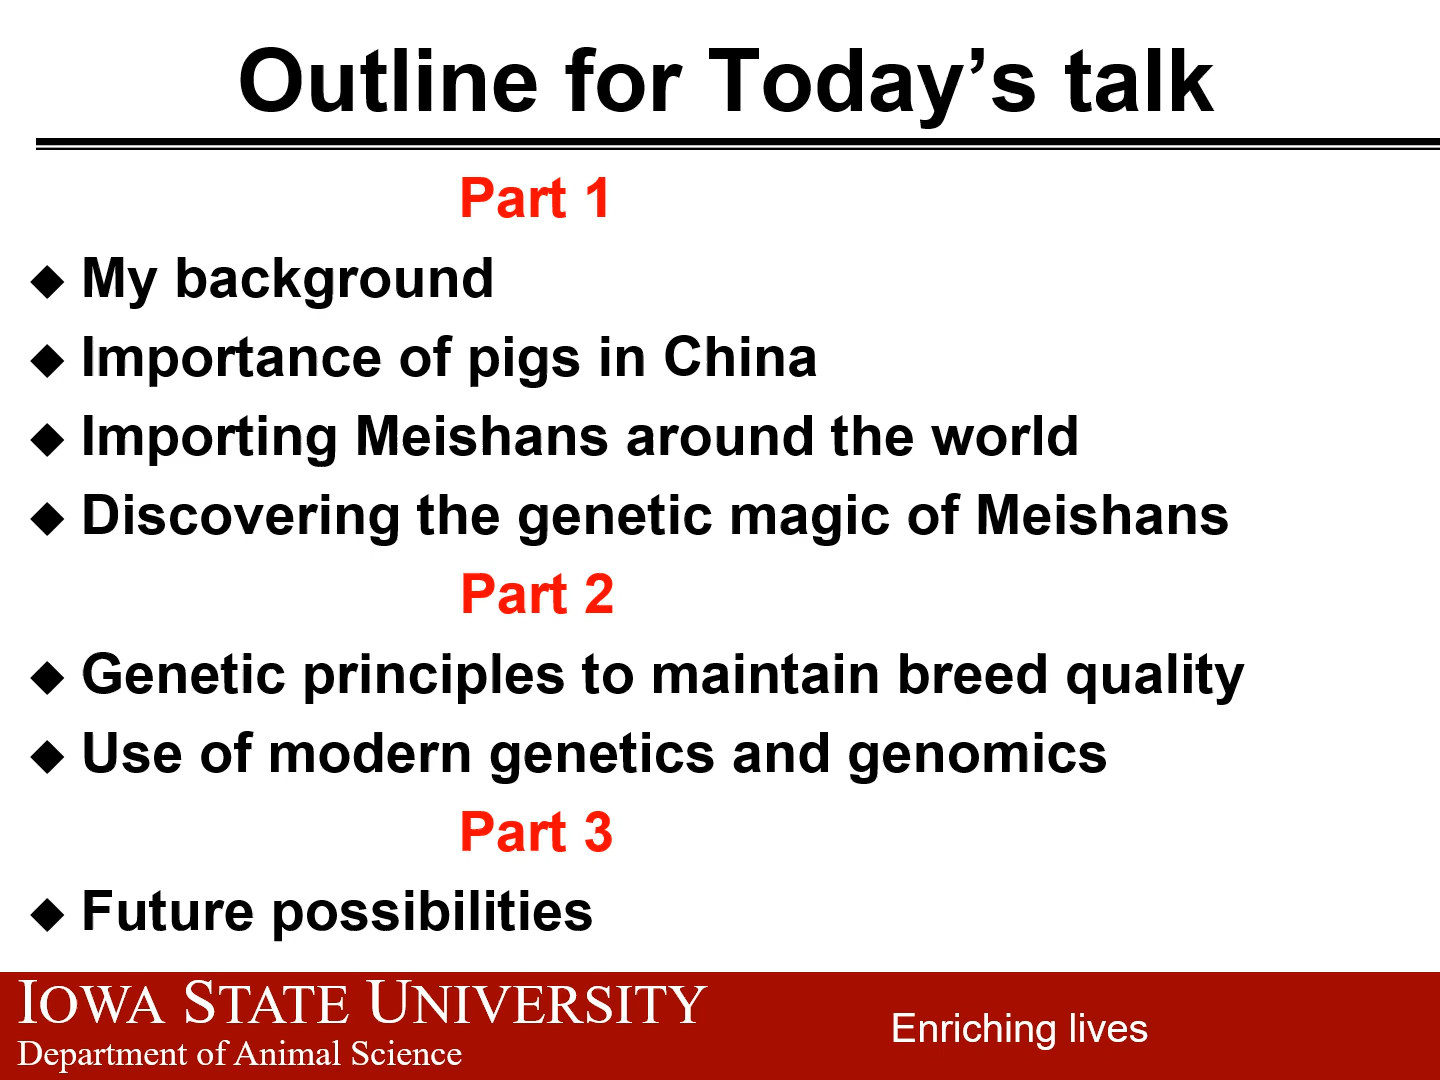 Outline for Today’s talk
Part 1
◆ My background
◆ Importance of pigs in China
◆ Importing Meishans around the world
◆ Discovering the genetic magic of Meishans
Part 2
◆ Genetic principles to maintain breed quality
◆ Use of modern genetics and genomics
Part 3
◆ Future possibilities
IOWA STATE UNIVERSITY
Department of Animal Science
Enriching lives